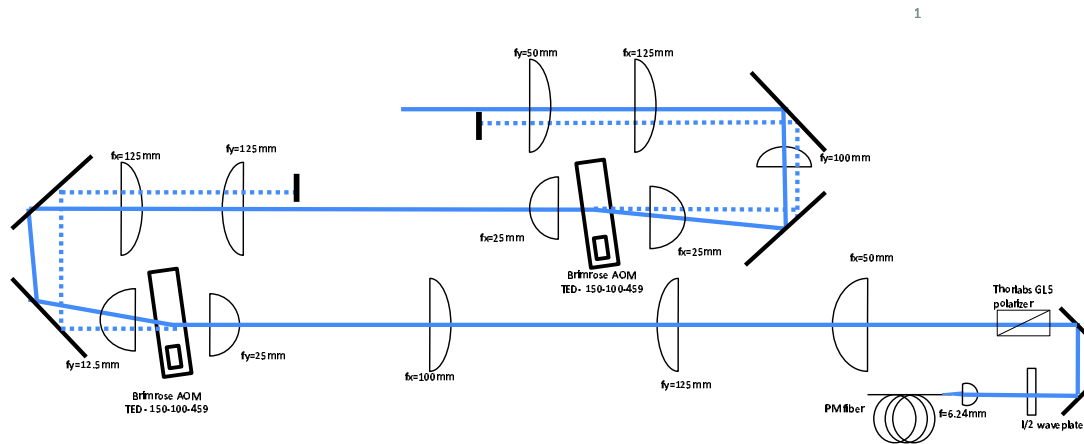 1
fy=50mm
fx=125mm
fx=125mm
fy=125mm
fy=100mm
fx=25mm
fx=25mm
Brimrose AOM
TED- 150-100-459
fx=50mm
Thorlabs GL5
polarizer
fy=12.5mm
fy=25mm
fx=100mm
fy=125mm
Brimrose AOM
TED- 150-100-459
PM fiber
f=6.24mm
l/2 waveplate